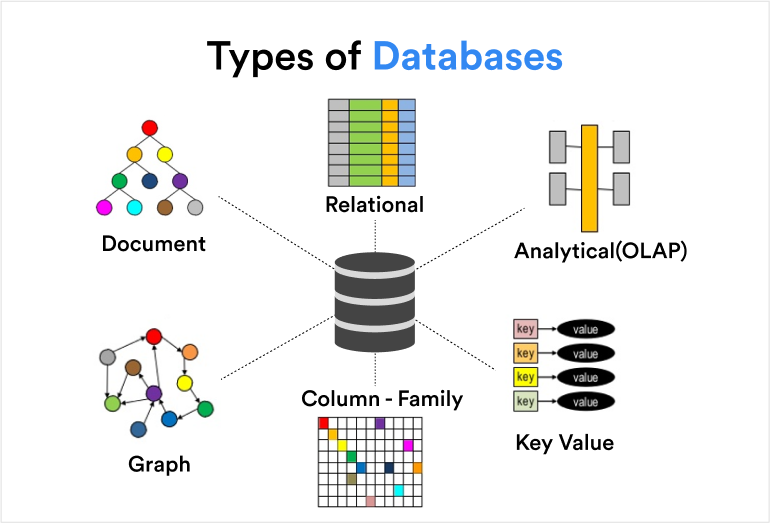 Types of Databases
Relational
Document
Analytical(OLAP)
Column - Family
Graph
key value
key value
key value
key value
Key Value